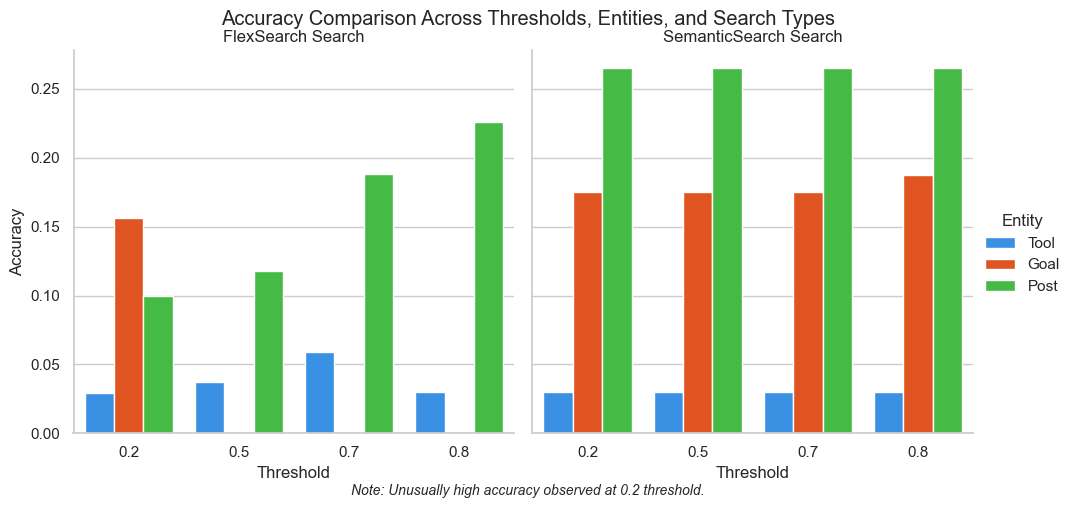 Accuracy Comparison Across Thresholds, Entities, and Search Types
FlexSearch Search
SemanticSearch Search
Accuracy
0.25
0.20
0.15
0.10
0.05
0.00
0.2 0.5 0.7 0.8
0.2 0.5 0.7 0.8
Threshold
Threshold
Entity
Tool
Goal
Post
Note: Unusually high accuracy observed at 0.2 threshold.